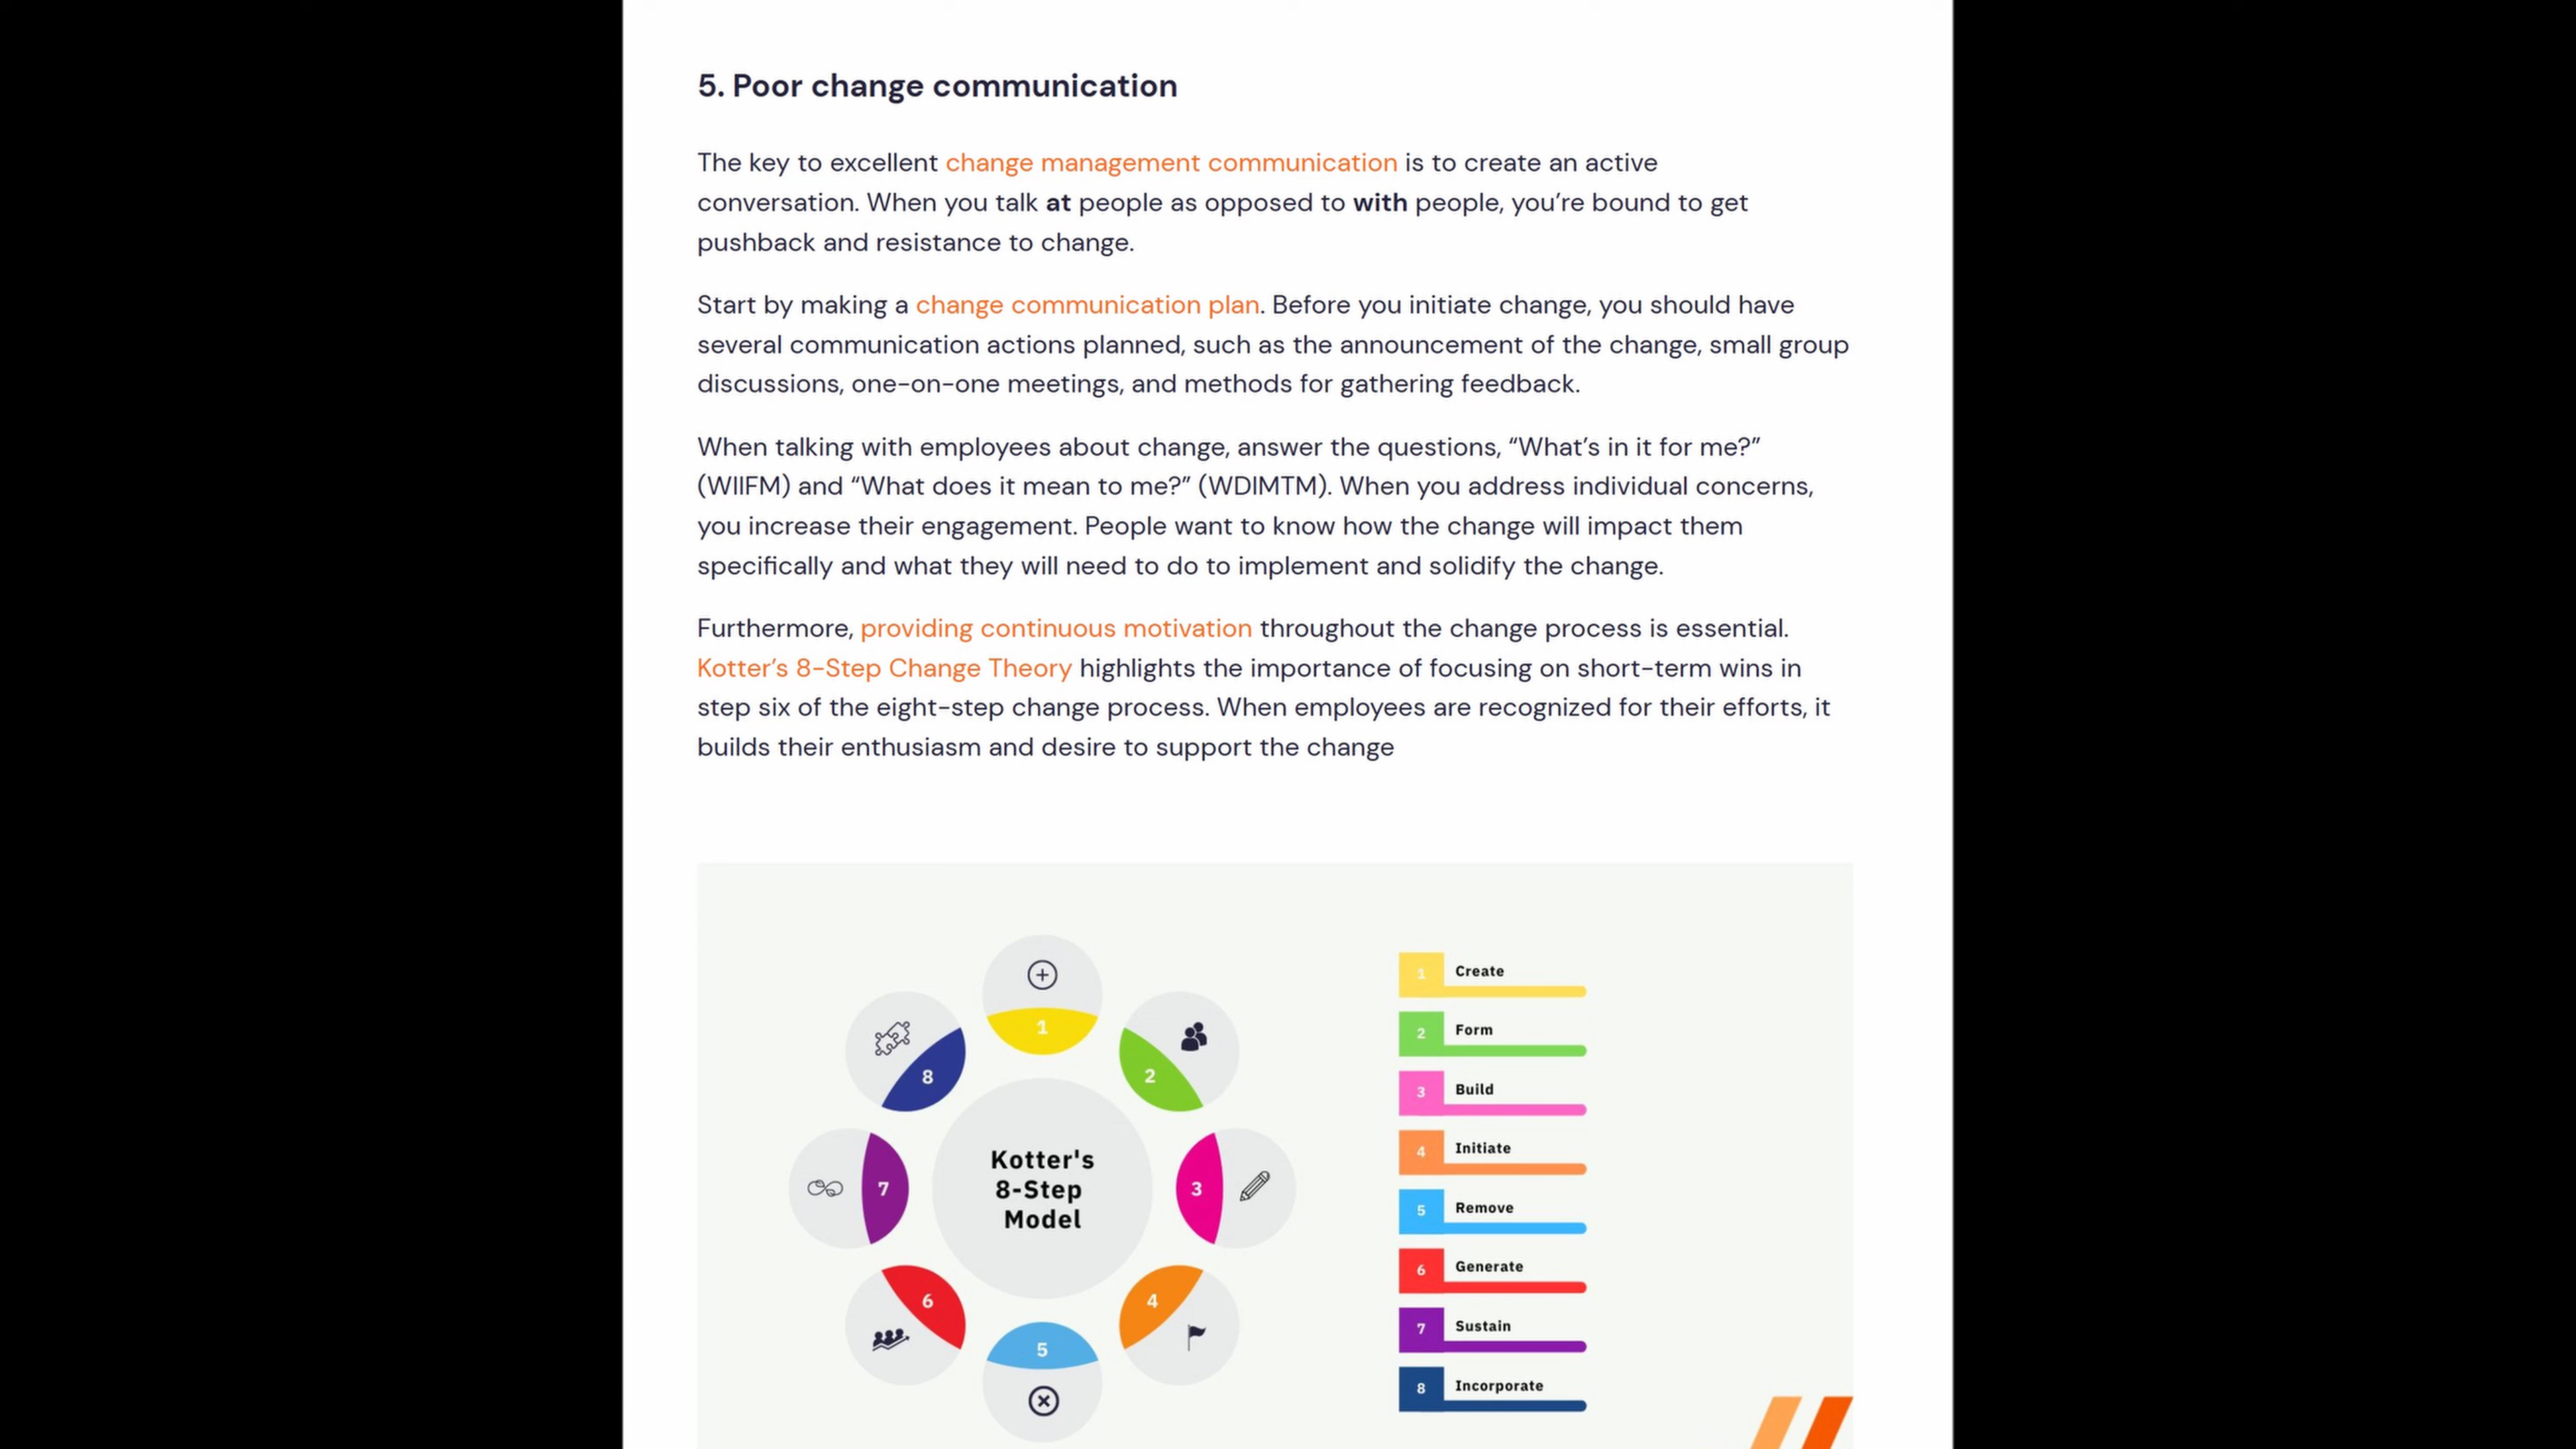 5. Poor change communication
The key to excellent change management communication is to create an active
conversation. When you talk at people as opposed to with people, you’re bound to get
pushback and resistance to change.
Start by making a change communication plan. Before you initiate change, you should have
several communication actions planned, such as the announcement of the change, small group
discussions, one-on-one meetings, and methods for gathering feedback.
When talking with employees about change, answer the questions, “What’s in it for me?”
(WIIFM) and “What does it mean to me?” (WDIMTM). When you address individual concerns,
you increase their engagement. People want to know how the change will impact them
specifically and what they will need to do to implement and solidify the change.
Furthermore, providing continuous motivation throughout the change process is essential.
Kotter’s 8-Step Change Theory highlights the importance of focusing on short-term wins in
step six of the eight-step change process. When employees are recognized for their efforts, it
builds their enthusiasm and desire to support the change
1
2
3
4
5
6
7
8
Kotter's
8-Step
Model
1 Create
2 Form
3 Build
4 Initiate
5 Remove
6 Generate
7 Sustain
8 Incorporate